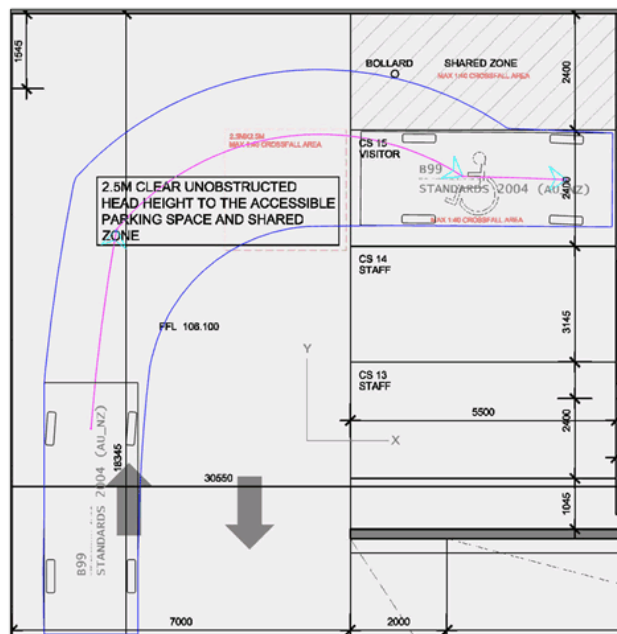 1545
BOLLARD
SHARED ZONE
MAX 1:40 CROSSFALL AREA
2400
2.5MX2.5M
MAX 1:40 CROSSFALL AREA
CS 15
VISITOR
B99
STANDARDS 2004 (AU_NZ)
MAX 1:40 CROSSFALL AREA
2400
2.5M CLEAR UNOBSTRUCTED
HEAD HEIGHT TO THE ACCESSIBLE
PARKING SPACE AND SHARED
ZONE
CS 14
STAFF
3145
FFL 108.100
Y
X
CS 13
STAFF
5500
2400
B99
STANDARDS 2004 (AU_NZ)
18345
30550
1045
7000
2000